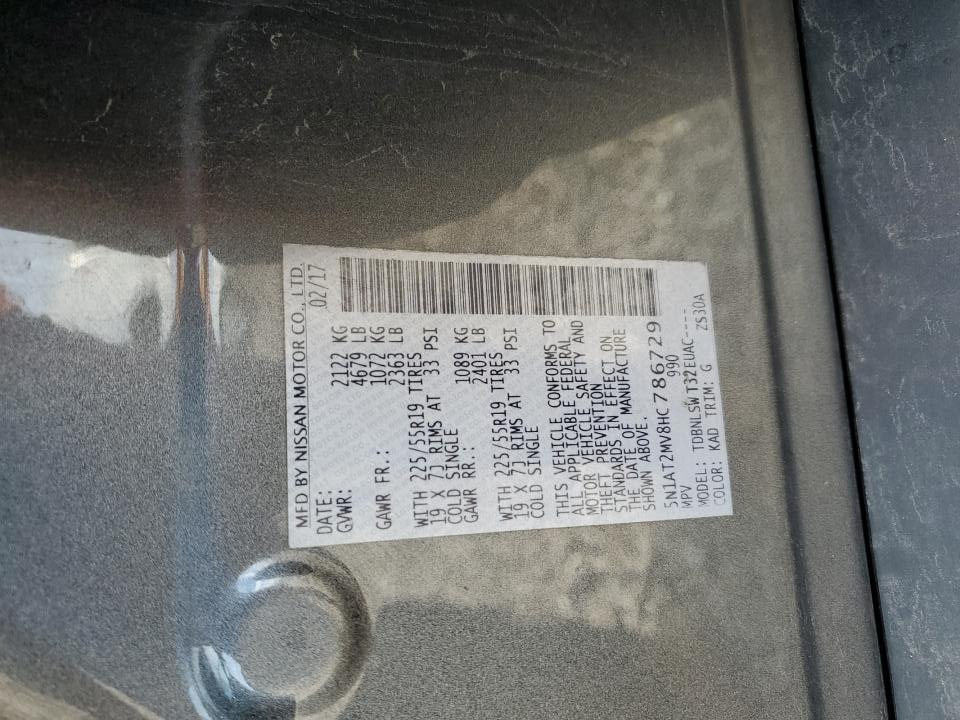 MFD BY NISSAN MOTOR CO., LTD.
DATE: 02/17
GVWR: 2122 KG
4679 LB
GAWR FR.: 1072 KG
2363 LB
WITH 225/55R19 TIRES
19 X 7J RIMS AT 33 PSI
COLD SINGLE
GAWR RR.: 1089 KG
2401 LB
WITH 225/55R19 TIRES
19 X 7J RIMS AT 33 PSI
COLD SINGLE
THIS VEHICLE CONFORMS TO
ALL APPLICABLE FEDERAL
MOTOR VEHICLE SAFETY AND
THEFT PREVENTION
STANDARDS IN EFFECT ON
THE DATE OF MANUFACTURE
SHOWN ABOVE.
5N1AT2MV8HC786729
MPV 990
MODEL: TDBNLSW T32EUAC----
COLOR: KAD TRIM: G ZS30A